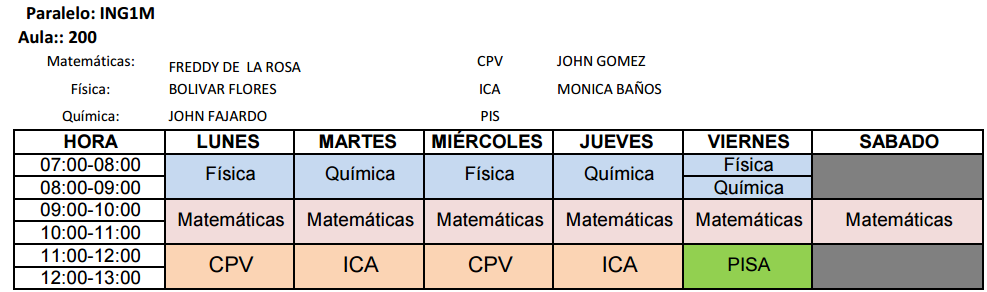 Paralelo: ING1M
Aula:: 200
Matemáticas: FREDDY DE LA ROSA CPV JOHN GOMEZ
Física: BOLIVAR FLORES ICA MONICA BAÑOS
Química: JOHN FAJARDO PIS
HORA LUNES MARTES MIÉRCOLES JUEVES VIERNES SABADO
07:00-08:00 Física Química Física Química Física
08:00-09:00 Química
09:00-10:00 Matemáticas Matemáticas Matemáticas Matemáticas Matemáticas Matemáticas
10:00-11:00
11:00-12:00 CPV ICA CPV ICA PISA
12:00-13:00